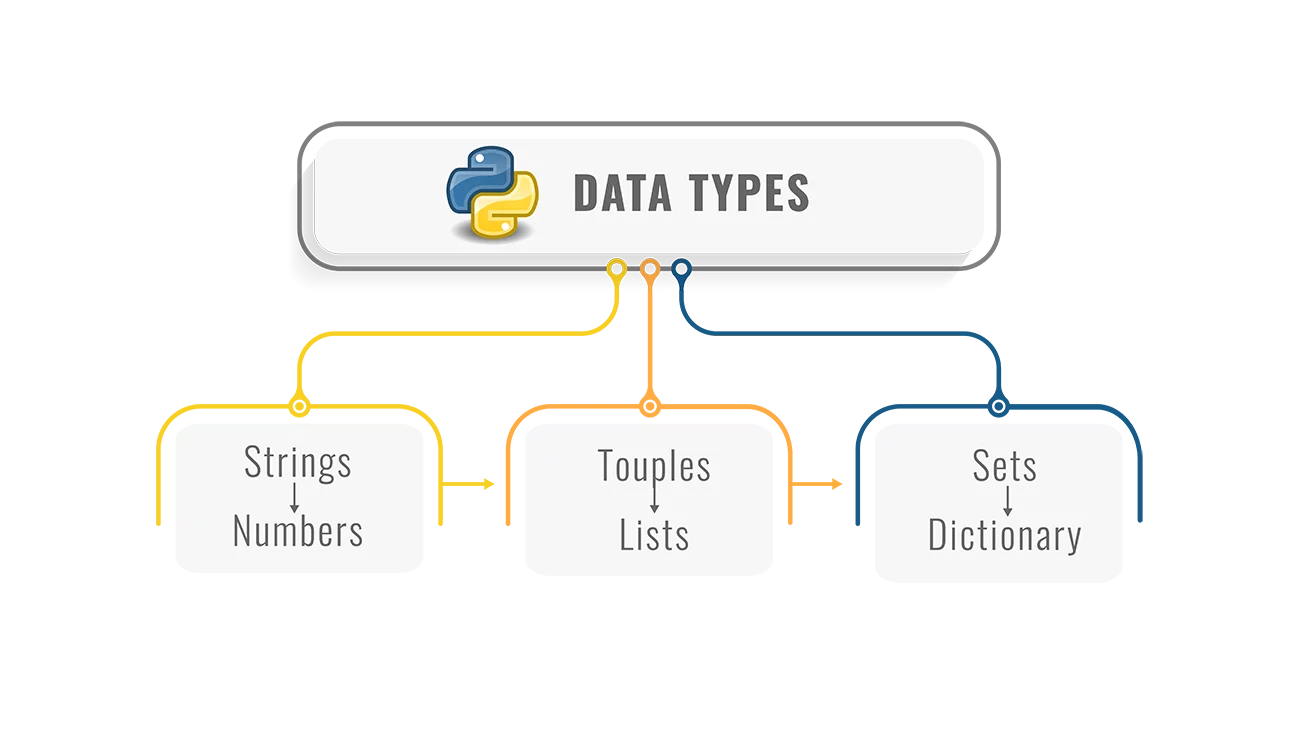 DATA TYPES
Strings
Numbers
Touples
Lists
Sets
Dictionary